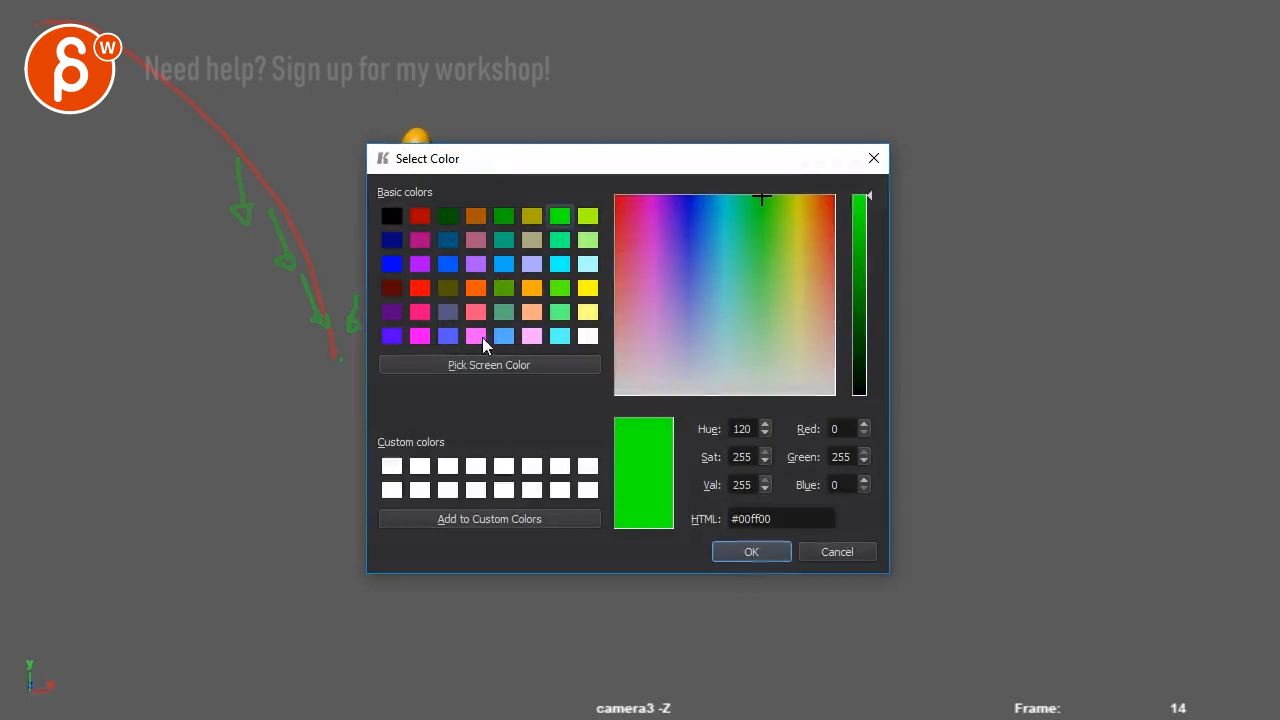 W
Need help? Sign up for my workshop!
Select Color
Basic colors
Pick Screen Color
Custom colors
Add to Custom Colors
Hue: 120
Red: 0
Sat: 255
Green: 255
Val: 255
Blue: 0
HTML: #00ff00
OK
Cancel
y
x
camera3 -Z
Frame: 14